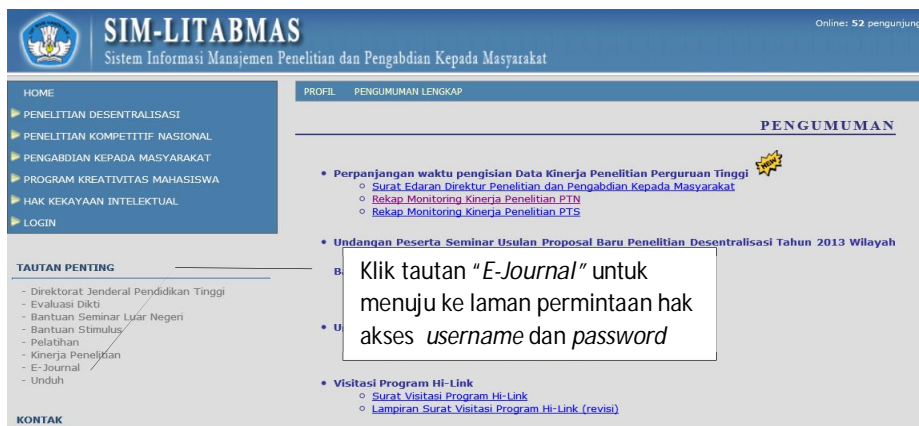 SIM-LITABMAS
Sistem Informasi Manajemen Penelitian dan Pengabdian Kepada Masyarakat
Online: 52 pengunjung
HOME
PENELITIAN DESENTRALISASI
PENELITIAN KOMPETITIF NASIONAL
PENGABDIAN KEPADA MASYARAKAT
PROGRAM KREATIVITAS MAHASISWA
HAK KEKAYAAN INTELEKTUAL
LOGIN
TAUTAN PENTING
- Direktorat Jenderal Pendidikan Tinggi
- Evaluasi Dikti
- Bantuan Seminar Luar Negeri
- Bantuan Stimulus
- Pelatihan
- Kinerja Penelitian
- E-Journal
- Unduh
KONTAK
PROFIL PENGUMUMAN LENGKAP
PENGUMUMAN
• Perpanjangan waktu pengisian Data Kinerja Penelitian Perguruan Tinggi NEW
Surat Edaran Direktur Penelitian dan Pengabdian Kepada Masyarakat
Rekap Monitoring Kinerja Penelitian PTN
Rekap Monitoring Kinerja Penelitian PTS
• Undangan Peserta Seminar Usulan Proposal Baru Penelitian Desentralisasi Tahun 2013 Wilayah
Klik tautan "E-Journal" untuk
menuju ke laman permintaan hak
akses username dan password
• Visitasi Program Hi-Link
Surat Visitasi Program Hi-Link
Lampiran Surat Visitasi Program Hi-Link (revisi)